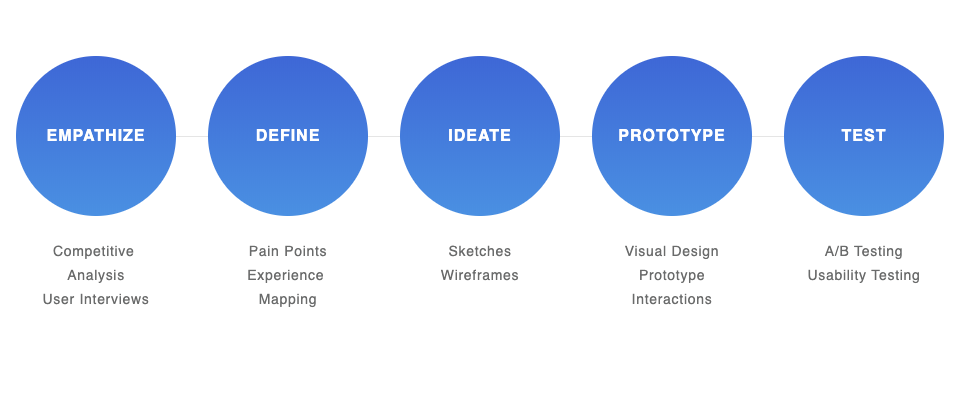 EMPATHIZE
DEFINE
IDEATE
PROTOTYPE
TEST
Competitive
Analysis
User Interviews
Pain Points
Experience
Mapping
Sketches
Wireframes
Visual Design
Prototype
Interactions
A/B Testing
Usability Testing